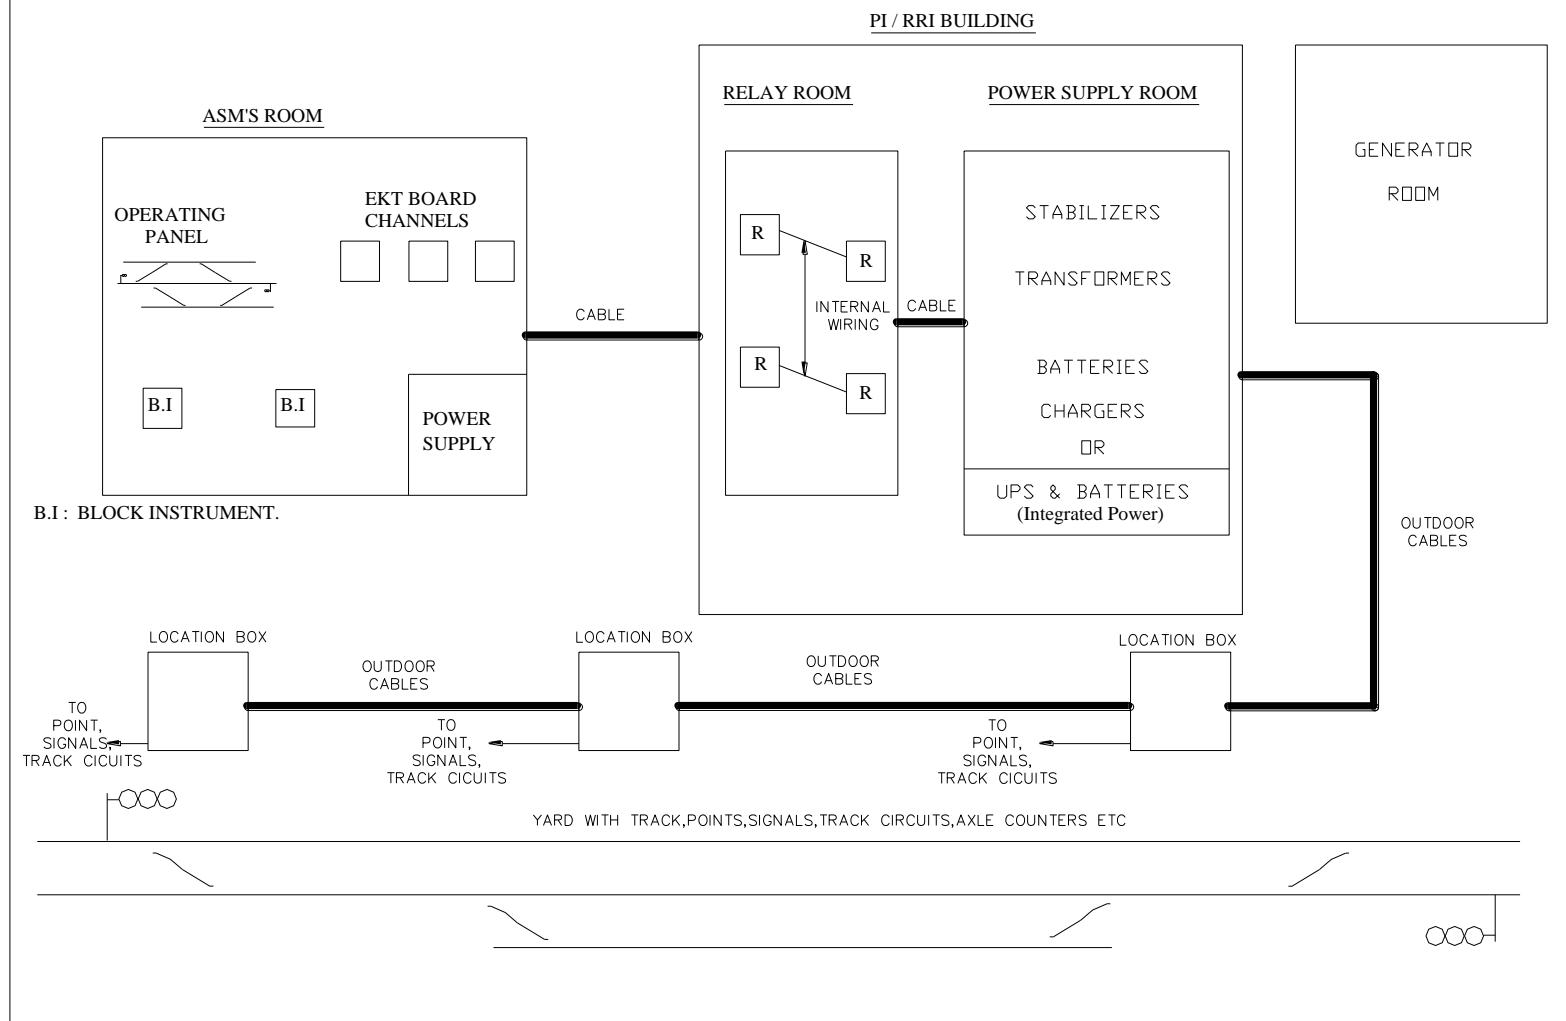 PI / RRI BUILDING
ASM'S ROOM
RELAY ROOM
POWER SUPPLY ROOM
GENERATOR
ROOM
OPERATING
PANEL
EKT BOARD
CHANNELS
B.I
B.I
POWER
SUPPLY
B.I : BLOCK INSTRUMENT.
CABLE
R
R
INTERNAL
WIRING
R
R
CABLE
STABILIZERS
TRANSFORMERS
BATTERIES
CHARGERS
OR
UPS & BATTERIES
(Integrated Power)
OUTDOOR
CABLES
LOCATION BOX
OUTDOOR
CABLES
LOCATION BOX
OUTDOOR
CABLES
LOCATION BOX
TO
POINT,
SIGNALS,
TRACK CICUITS
TO
POINT,
SIGNALS,
TRACK CICUITS
TO
POINT,
SIGNALS,
TRACK CICUITS
YARD WITH TRACK,POINTS,SIGNALS,TRACK CIRCUITS,AXLE COUNTERS ETC